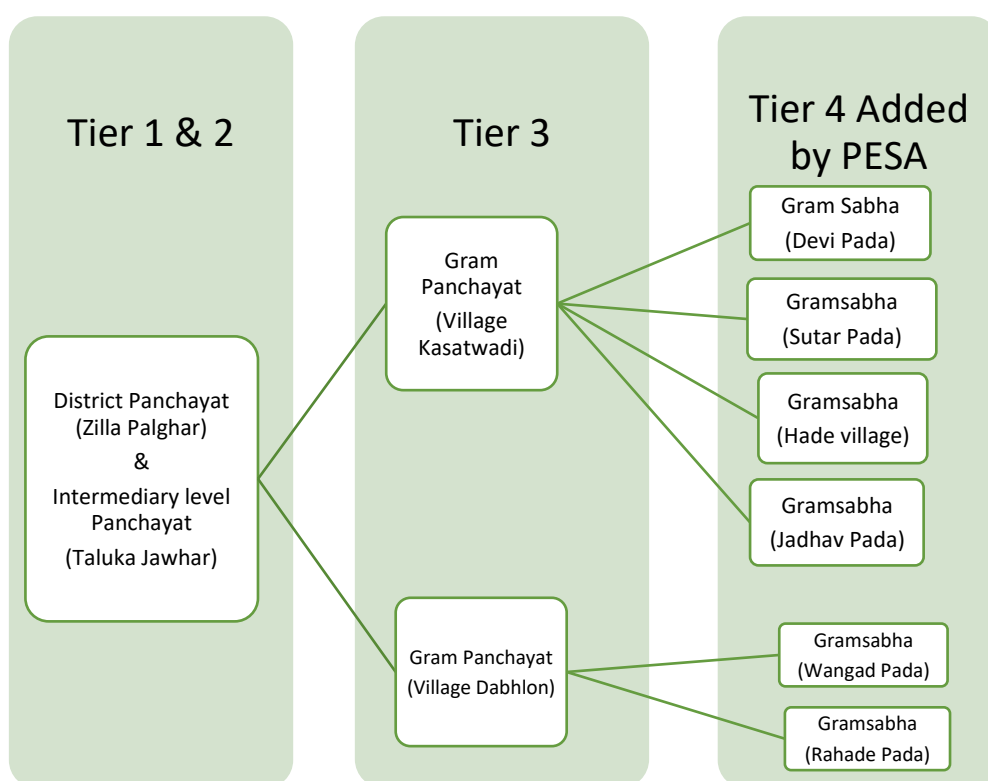 Tier 1 & 2
District Panchayat
(Zilla Palghar)
&
Intermediary level
Panchayat
(Taluka Jawhar)
Tier 3
Gram
Panchayat
(Village
Kasatwadi)
Gram Panchayat
(Village Dabhlon)
Tier 4 Added
by PESA
Gram Sabha
(Devi Pada)
Gramsabha
(Sutar Pada)
Gramsabha
(Hade village)
Gramsabha
(Jadhav Pada)
Gramsabha
(Wangad Pada)
Gramsabha
(Rahade Pada)